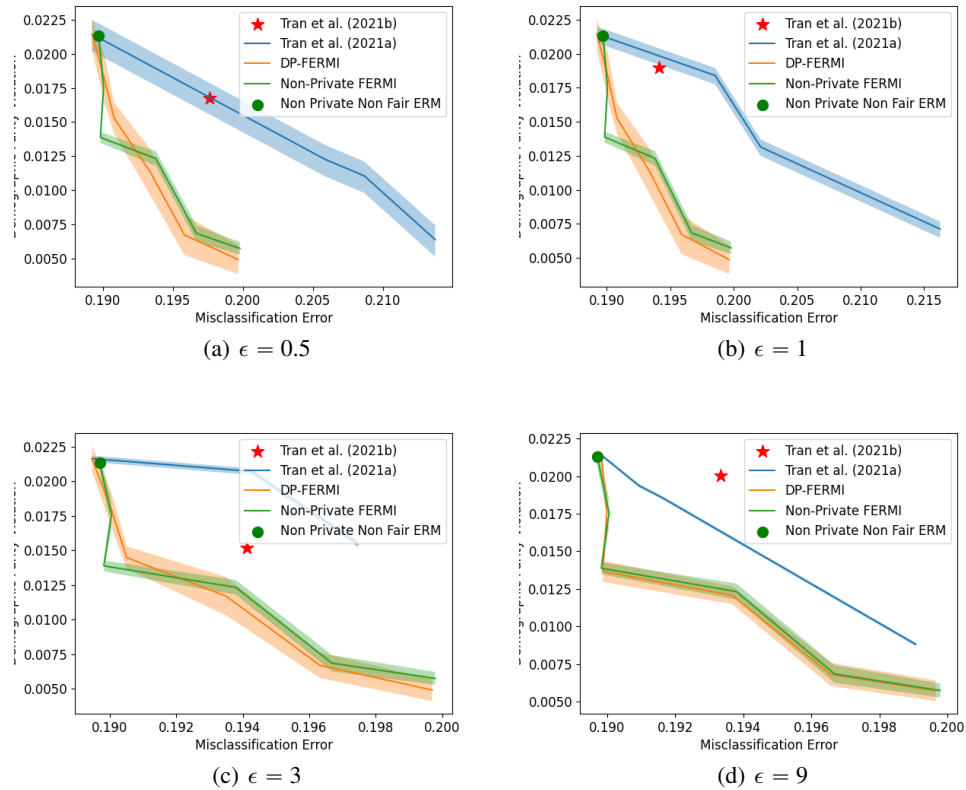 0.0225
0.0200
0.0175
0.0150
0.0125
0.0100
0.0075
0.0050
Tran et al. (2021b)
Tran et al. (2021a)
DP-FERMI
Non-Private FERMI
Non Private Non Fair ERM
0.190 0.195 0.200 0.205 0.210
Misclassification Error
(a) ϵ = 0.5
0.0225
0.0200
0.0175
0.0150
0.0125
0.0100
0.0075
0.0050
Tran et al. (2021b)
Tran et al. (2021a)
DP-FERMI
Non-Private FERMI
Non Private Non Fair ERM
0.190 0.195 0.200 0.205 0.210 0.215
Misclassification Error
(b) ϵ = 1
0.0225
0.0200
0.0175
0.0150
0.0125
0.0100
0.0075
0.0050
Tran et al. (2021b)
Tran et al. (2021a)
DP-FERMI
Non-Private FERMI
Non Private Non Fair ERM
0.190 0.192 0.194 0.196 0.198 0.200
Misclassification Error
(c) ϵ = 3
0.0225
0.0200
0.0175
0.0150
0.0125
0.0100
0.0075
0.0050
Tran et al. (2021b)
Tran et al. (2021a)
DP-FERMI
Non-Private FERMI
Non Private Non Fair ERM
0.190 0.192 0.194 0.196 0.198 0.200
Misclassification Error
(d) ϵ = 9